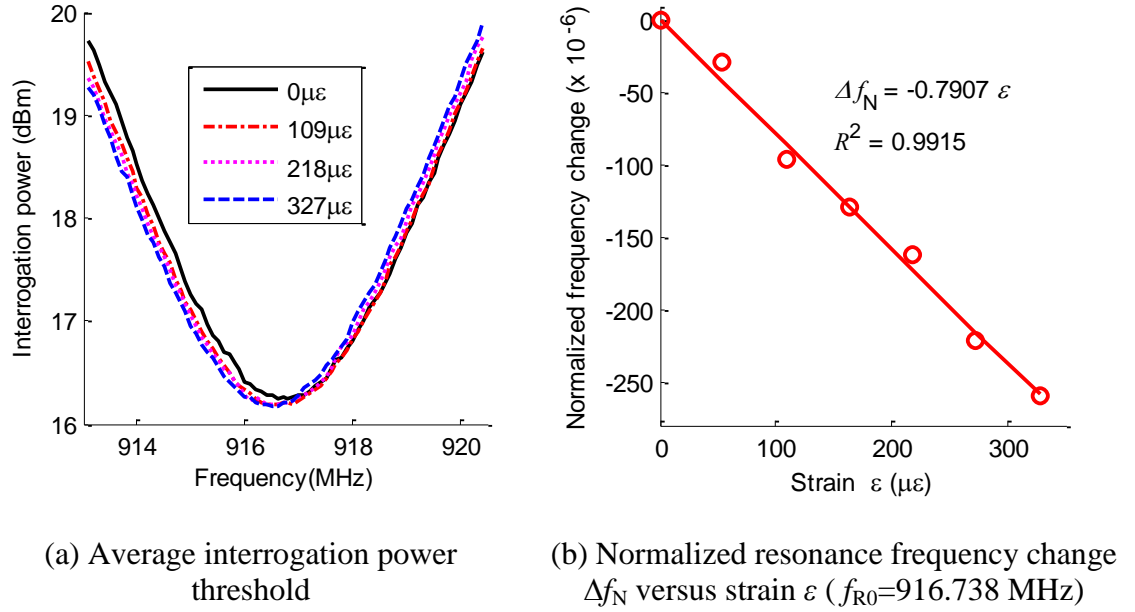 20
19
18
17
16
Interrogation power (dBm)
0με
109με
218με
327με
914 916 918 920
Frequency(MHz)
(a) Average interrogation power
threshold
0
-50
-100
-150
-200
-250
Normalized frequency change (x 10⁻⁶)
Δf_N = -0.7907 ε
R² = 0.9915
0 100 200 300
Strain ε (με)
(b) Normalized resonance frequency change
Δf_N versus strain ε ( f_R0=916.738 MHz)